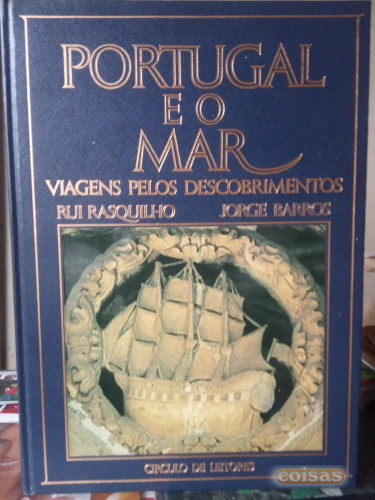 PORTUGAL
E O
MAR
VIAGENS PELOS DESCOBRIMENTOS
RUI RASQUILHO JORGE BARROS
CIRCULO DE LEITORES
coisas